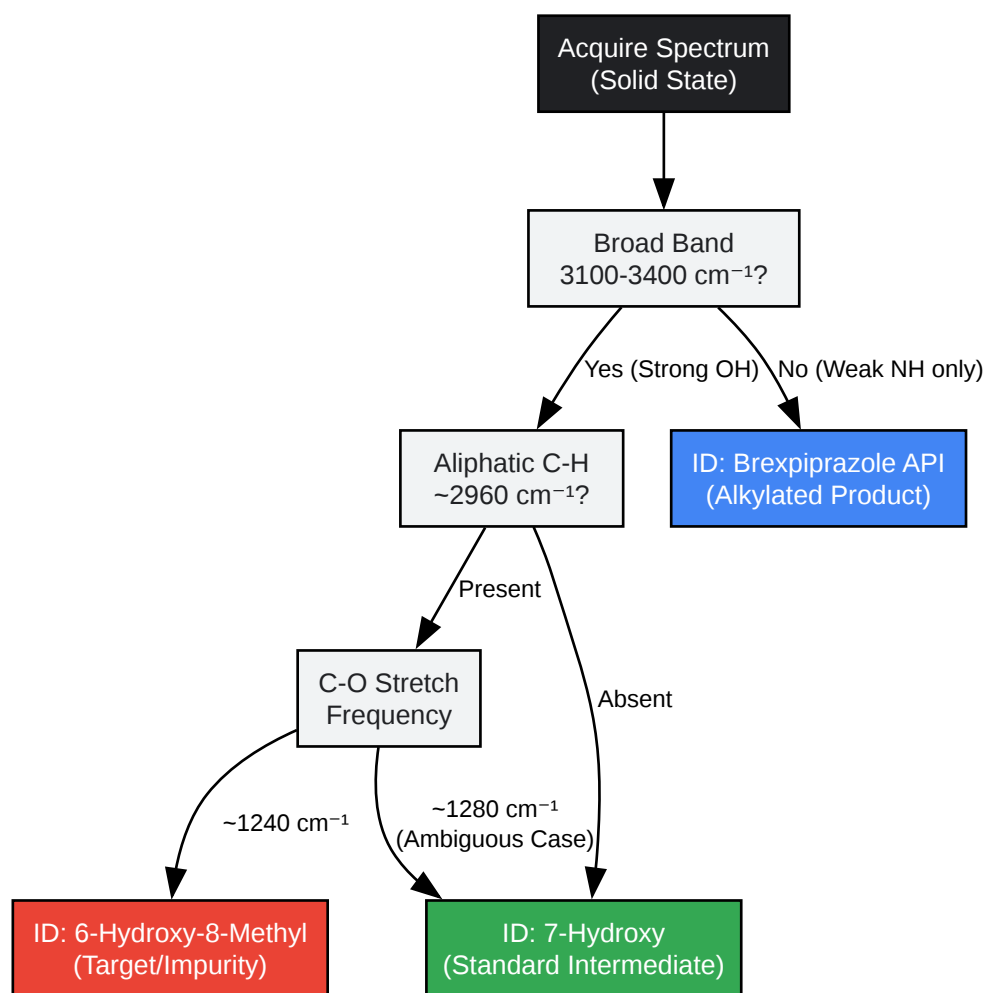 Acquire Spectrum
(Solid State)
Broad Band
3100-3400 cm⁻¹?
Yes (Strong OH)
No (Weak NH only)
Aliphatic C-H
~2960 cm⁻¹?
ID: Brexpiprazole API
(Alkylated Product)
Present
C-O Stretch
Frequency
Absent
~1240 cm⁻¹
~1280 cm⁻¹
(Ambiguous Case)
ID: 6-Hydroxy-8-Methyl
(Target/Impurity)
ID: 7-Hydroxy
(Standard Intermediate)